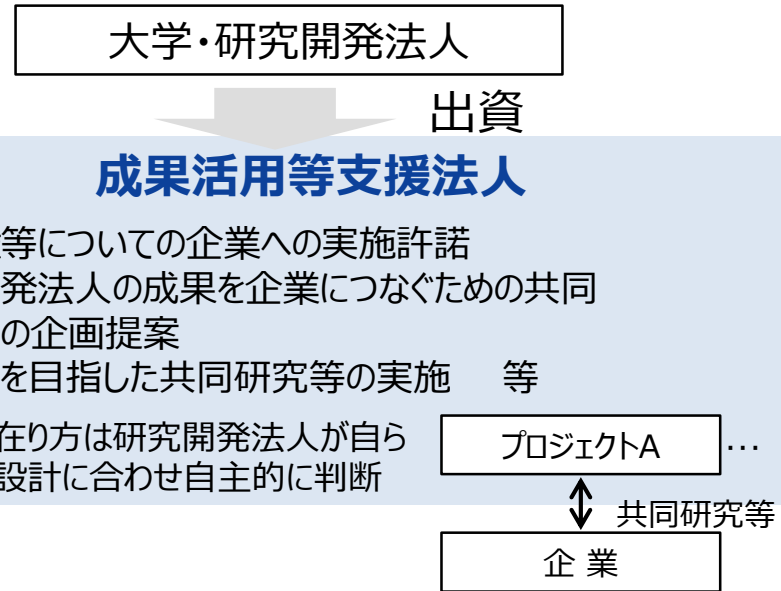 大学・研究開発法人
出資
成果活用等支援法人
等についての企業への実施許諾
発法人の成果を企業につなぐための共同
の企画提案
を目指した共同研究等の実施　等
在り方は研究開発法人が自ら
設計に合わせ自主的に判断
プロジェクトA …
共同研究等
企 業